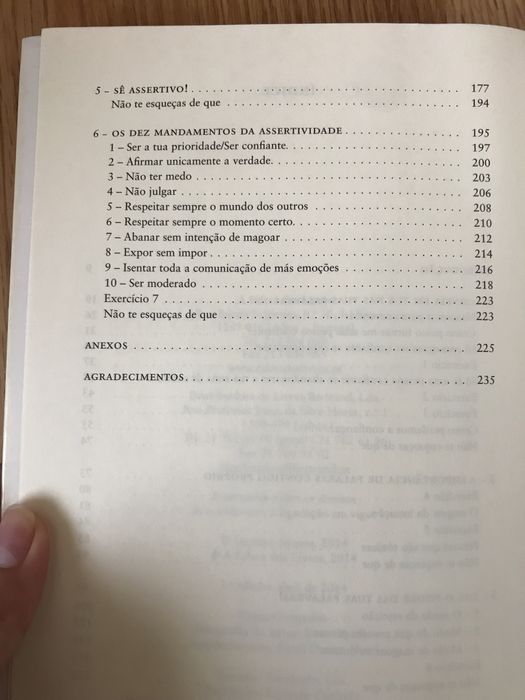 5 – SÊ ASSERTIVO! . . . . . . . . . . . . . . . . . . . . . . . . . . . . . . . . . . . . 177
Não te esqueças de que . . . . . . . . . . . . . . . . . . . . . . . . . . . . . . . . 194
6 – OS DEZ MANDAMENTOS DA ASSERTIVIDADE . . . . . . . . . . . . . . . . 195
1 – Ser a tua prioridade/Ser confiante. . . . . . . . . . . . . . . . . . . . . . . 197
2 – Afirmar unicamente a verdade. . . . . . . . . . . . . . . . . . . . . . . . . . 200
3 – Não ter medo . . . . . . . . . . . . . . . . . . . . . . . . . . . . . . . . . . . . 203
4 – Não julgar . . . . . . . . . . . . . . . . . . . . . . . . . . . . . . . . . . . . . . 206
5 – Respeitar sempre o mundo dos outros . . . . . . . . . . . . . . . . . . . . 208
6 – Respeitar sempre o momento certo. . . . . . . . . . . . . . . . . . . . . . . 210
7 – Abanar sem intenção de magoar . . . . . . . . . . . . . . . . . . . . . . . . 212
8 – Expor sem impor . . . . . . . . . . . . . . . . . . . . . . . . . . . . . . . . . . 214
9 – Isentar toda a comunicação de más emoções . . . . . . . . . . . . . . . 216
10 – Ser moderado . . . . . . . . . . . . . . . . . . . . . . . . . . . . . . . . . . . 218
Exercício 7 . . . . . . . . . . . . . . . . . . . . . . . . . . . . . . . . . . . . . . . . 223
Não te esqueças de que . . . . . . . . . . . . . . . . . . . . . . . . . . . . . . . . 223
ANEXOS . . . . . . . . . . . . . . . . . . . . . . . . . . . . . . . . . . . . . . . . . . 225
AGRADECIMENTOS. . . . . . . . . . . . . . . . . . . . . . . . . . . . . . . . . . . . 235